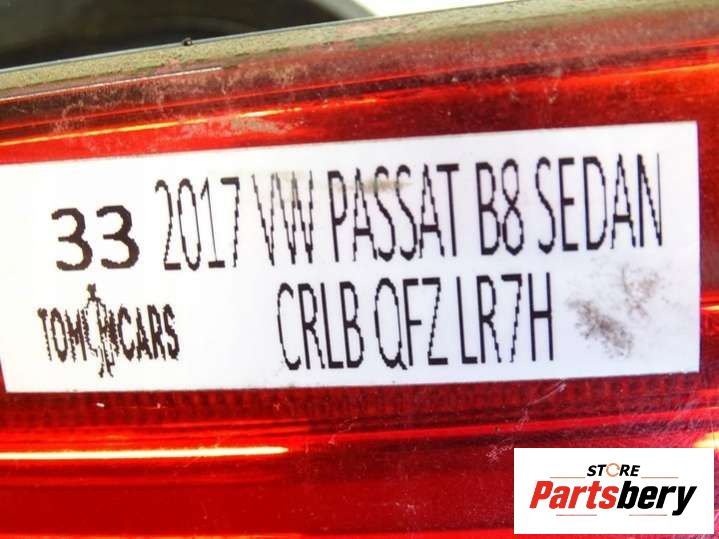 33 2017 VW PASSAT B8 SEDAN
TOM CARS CRLB QFZ LR7H
STORE
Partsbery